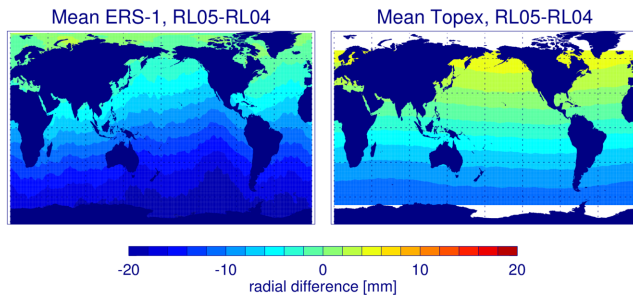 Mean ERS-1, RL05-RL04
Mean Topex, RL05-RL04
-20 -10 0 10 20
radial difference [mm]